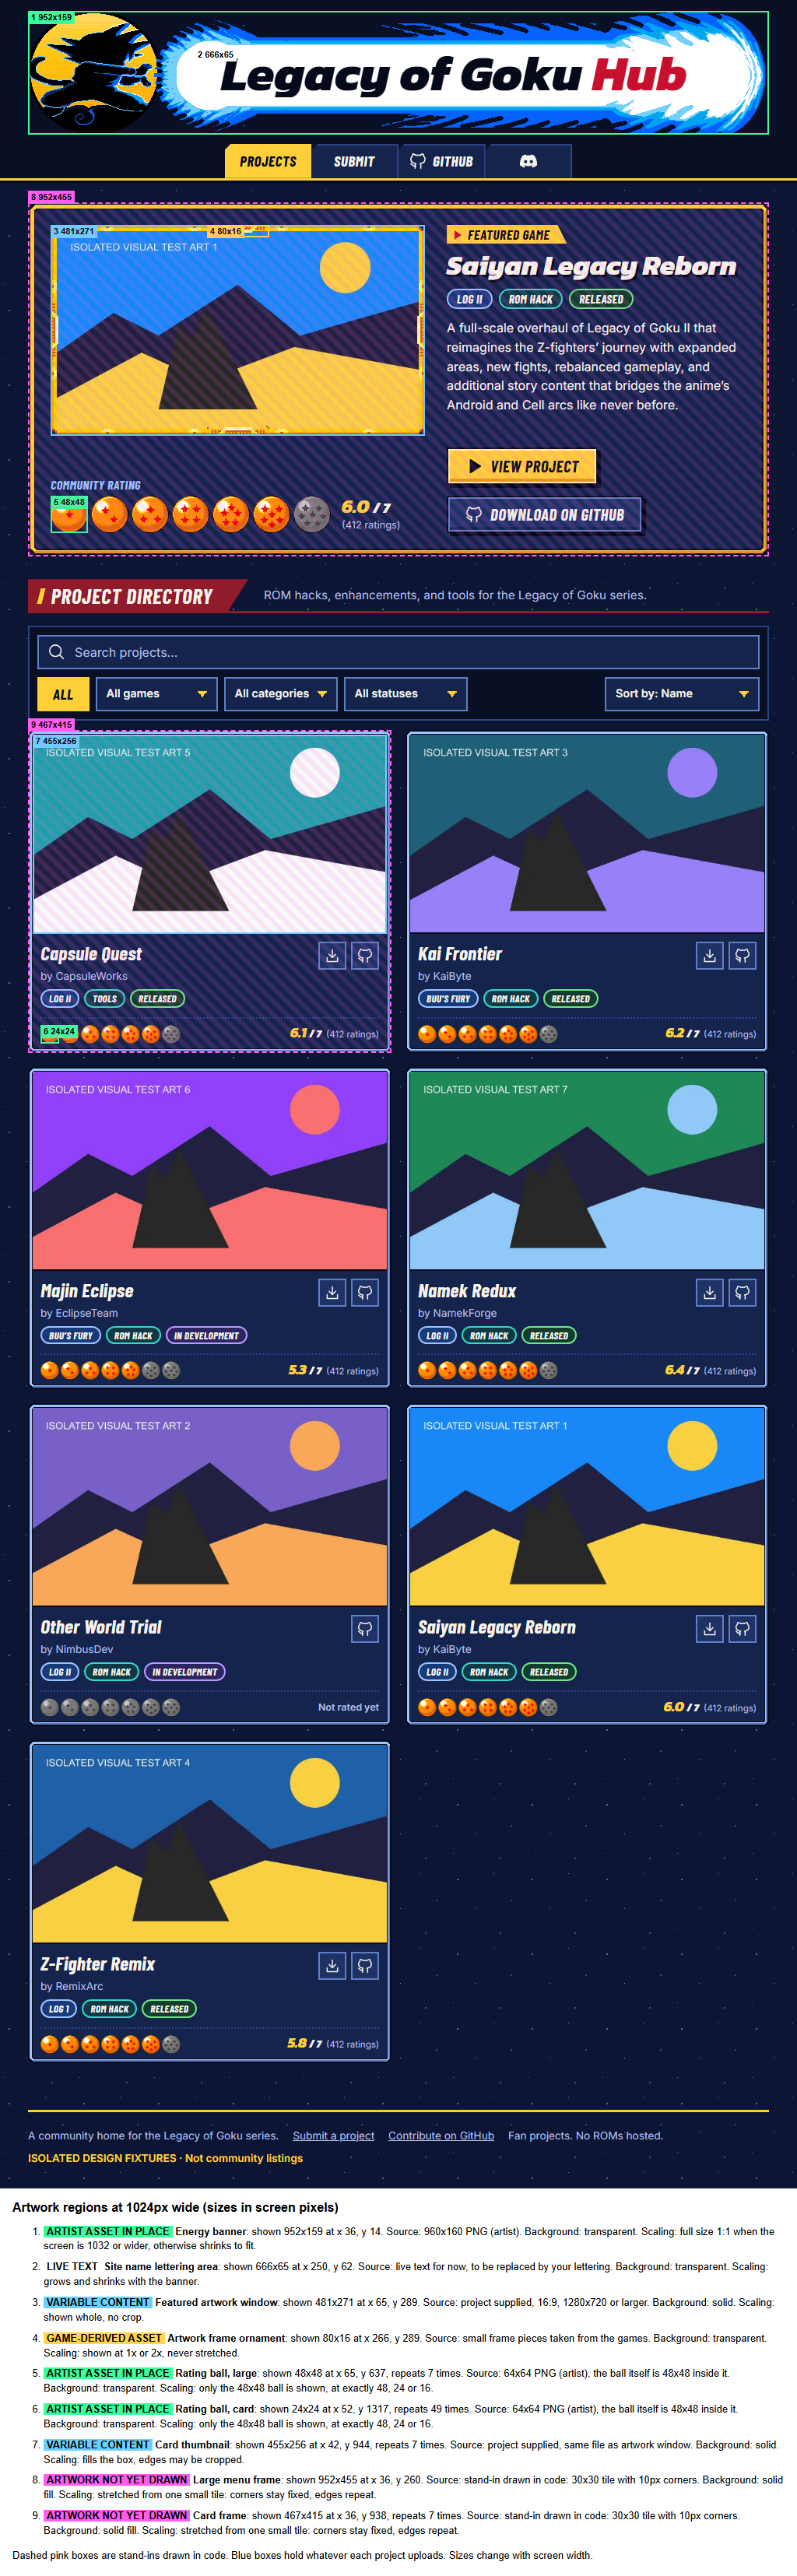 1 952x159
2 666x65
Legacy of Goku Hub
PROJECTS
SUBMIT
GITHUB
8 952x455
3 481x271
4 80x16
ISOLATED VISUAL TEST ART 1
FEATURED GAME
Saiyan Legacy Reborn
LOG II
ROM HACK
RELEASED
A full-scale overhaul of Legacy of Goku II that
reimagines the Z-fighters’ journey with expanded
areas, new fights, rebalanced gameplay, and
additional story content that bridges the anime’s
Android and Cell arcs like never before.
VIEW PROJECT
DOWNLOAD ON GITHUB
COMMUNITY RATING
5 48x48
6.0 / 7
(412 ratings)
PROJECT DIRECTORY
ROM hacks, enhancements, and tools for the Legacy of Goku series.
Search projects...
ALL
All games
All categories
All statuses
Sort by: Name
9 467x415
7 455x256
ISOLATED VISUAL TEST ART 5
Capsule Quest
by CapsuleWorks
LOG II
TOOLS
RELEASED
6 24x24
6.1 / 7 (412 ratings)
ISOLATED VISUAL TEST ART 3
Kai Frontier
by KaiByte
BUU'S FURY
ROM HACK
RELEASED
6.2 / 7 (412 ratings)
ISOLATED VISUAL TEST ART 6
Majin Eclipse
by EclipseTeam
BUU'S FURY
ROM HACK
IN DEVELOPMENT
5.3 / 7 (412 ratings)
ISOLATED VISUAL TEST ART 7
Namek Redux
by NamekForge
LOG II
ROM HACK
RELEASED
6.4 / 7 (412 ratings)
ISOLATED VISUAL TEST ART 2
Other World Trial
by NimbusDev
LOG II
ROM HACK
IN DEVELOPMENT
Not rated yet
ISOLATED VISUAL TEST ART 1
Saiyan Legacy Reborn
by KaiByte
LOG II
ROM HACK
RELEASED
6.0 / 7 (412 ratings)
ISOLATED VISUAL TEST ART 4
Z-Fighter Remix
by RemixArc
LOG 1
ROM HACK
RELEASED
5.8 / 7 (412 ratings)
A community home for the Legacy of Goku series. Submit a project Contribute on GitHub Fan projects. No ROMs hosted.
ISOLATED DESIGN FIXTURES · Not community listings
Artwork regions at 1024px wide (sizes in screen pixels)
1. ARTIST ASSET IN PLACE Energy banner: shown 952x159 at x 36, y 14. Source: 960x160 PNG (artist). Background: transparent. Scaling: full size 1:1 when the
screen is 1032 or wider, otherwise shrinks to fit.
2. LIVE TEXT Site name lettering area: shown 666x65 at x 250, y 62. Source: live text for now, to be replaced by your lettering. Background: transparent. Scaling:
grows and shrinks with the banner.
3. VARIABLE CONTENT Featured artwork window: shown 481x271 at x 65, y 289. Source: project supplied, 16:9, 1280x720 or larger. Background: solid. Scaling:
shown whole, no crop.
4. GAME-DERIVED ASSET Artwork frame ornament: shown 80x16 at x 266, y 289. Source: small frame pieces taken from the games. Background: transparent.
Scaling: shown at 1x or 2x, never stretched.
5. ARTIST ASSET IN PLACE Rating ball, large: shown 48x48 at x 65, y 637, repeats 7 times. Source: 64x64 PNG (artist), the ball itself is 48x48 inside it.
Background: transparent. Scaling: only the 48x48 ball is shown, at exactly 48, 24 or 16.
6. ARTIST ASSET IN PLACE Rating ball, card: shown 24x24 at x 52, y 1317, repeats 49 times. Source: 64x64 PNG (artist), the ball itself is 48x48 inside it.
Background: transparent. Scaling: only the 48x48 ball is shown, at exactly 48, 24 or 16.
7. VARIABLE CONTENT Card thumbnail: shown 455x256 at x 42, y 944, repeats 7 times. Source: project supplied, same file as artwork window. Background: solid.
Scaling: fills the box, edges may be cropped.
8. ARTWORK NOT YET DRAWN Large menu frame: shown 952x455 at x 36, y 260. Source: stand-in drawn in code: 30x30 tile with 10px corners. Background: solid
fill. Scaling: stretched from one small tile: corners stay fixed, edges repeat.
9. ARTWORK NOT YET DRAWN Card frame: shown 467x415 at x 36, y 938, repeats 7 times. Source: stand-in drawn in code: 30x30 tile with 10px corners.
Background: solid fill. Scaling: stretched from one small tile: corners stay fixed, edges repeat.
Dashed pink boxes are stand-ins drawn in code. Blue boxes hold whatever each project uploads. Sizes change with screen width.